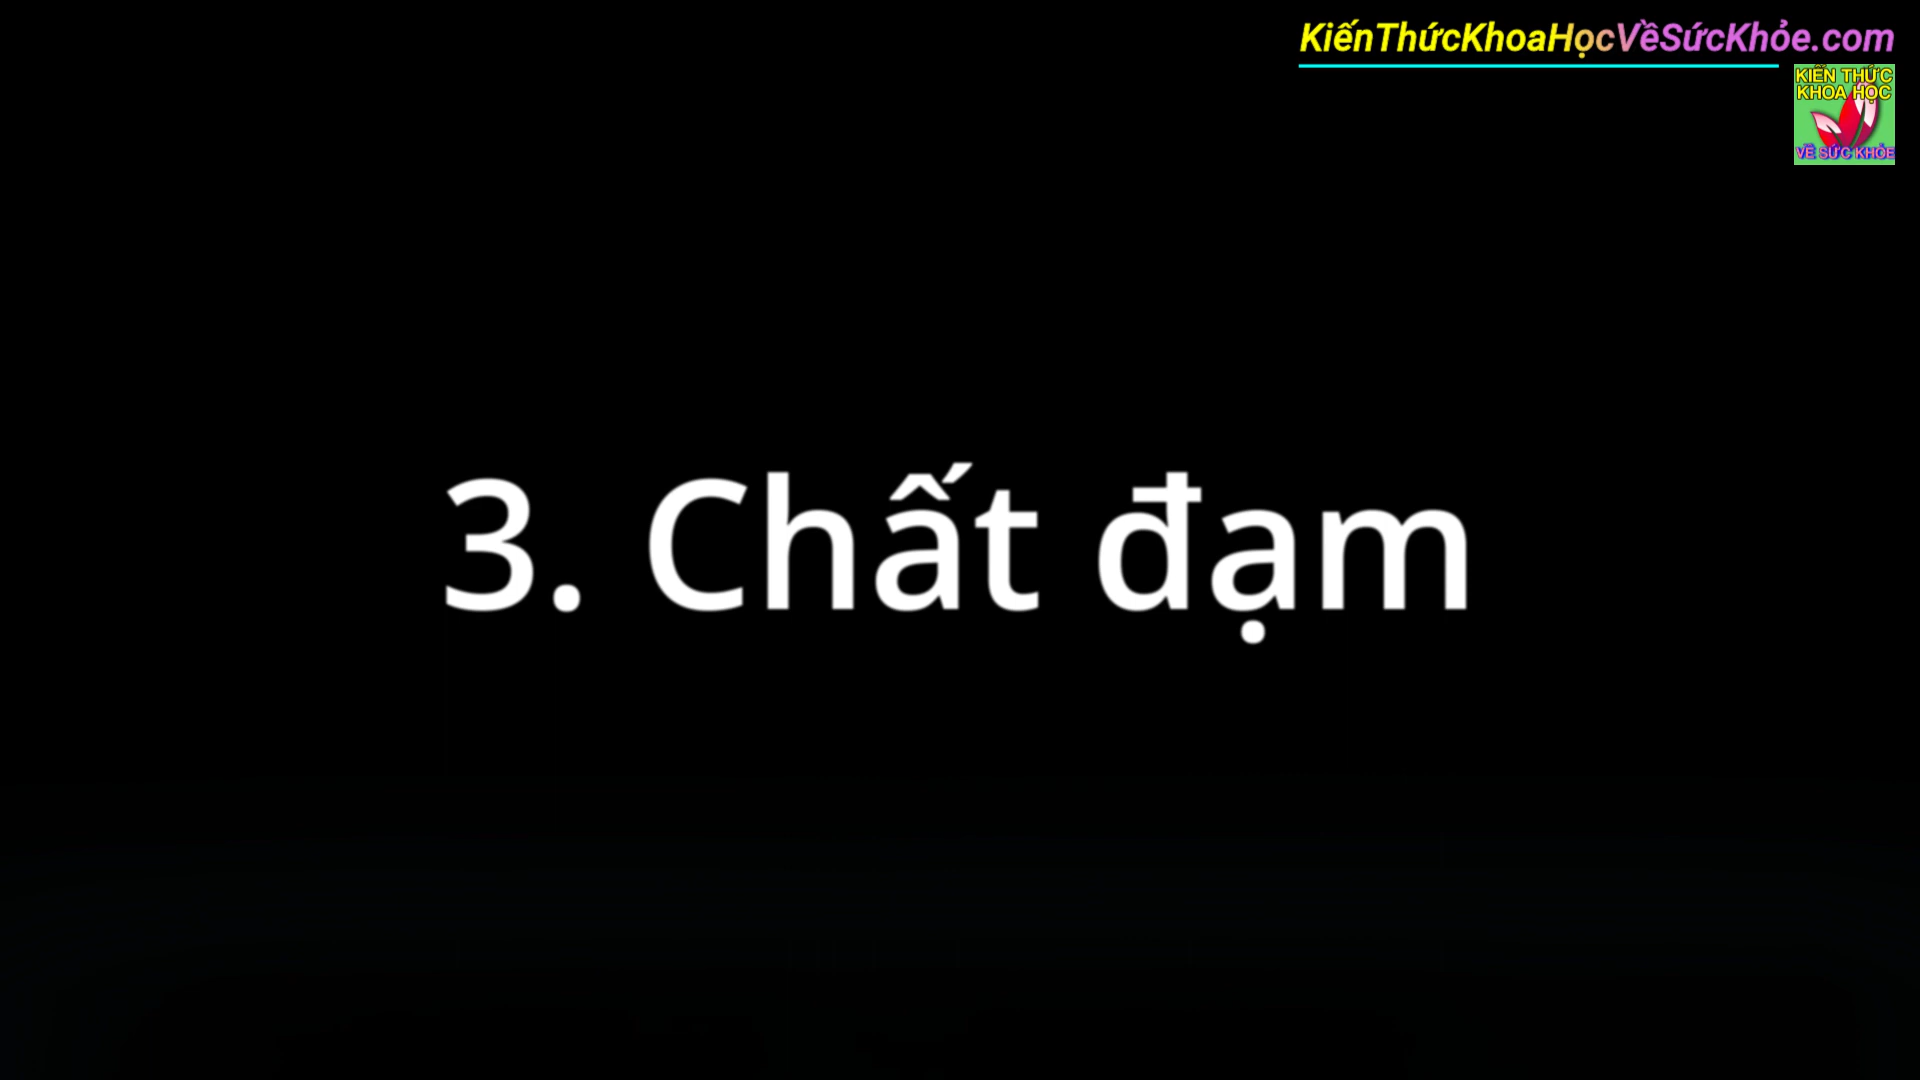 KiếnThứcKhoaHọcVềSứcKhỏe.com
KIẾN THỨC
KHOA HỌC
VỀ SỨC KHỎE
3. Chất đạm